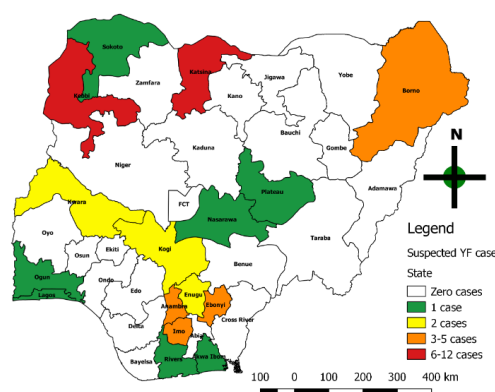 Sokoto
Katsina
Kebbi
Zamfara
Kano
Jigawa
Yobe
Borno
Bauchi
Gombe
Kaduna
Niger
Adamawa
Plateau
FCT
Nasarawa
Taraba
Kwara
Oyo
Kogi
Benue
Osun
Ekiti
Ogun
Ondo
Edo
Enugu
Ebonyi
Anambra
Lagos
Delta
Imo
Abia
Cross River
Bayelsa
Rivers
Akwa Ibom
N
Legend
Suspected YF case
State
Zero cases
1 case
2 cases
3-5 cases
6-12 cases
100 0 100 200 300 400 km